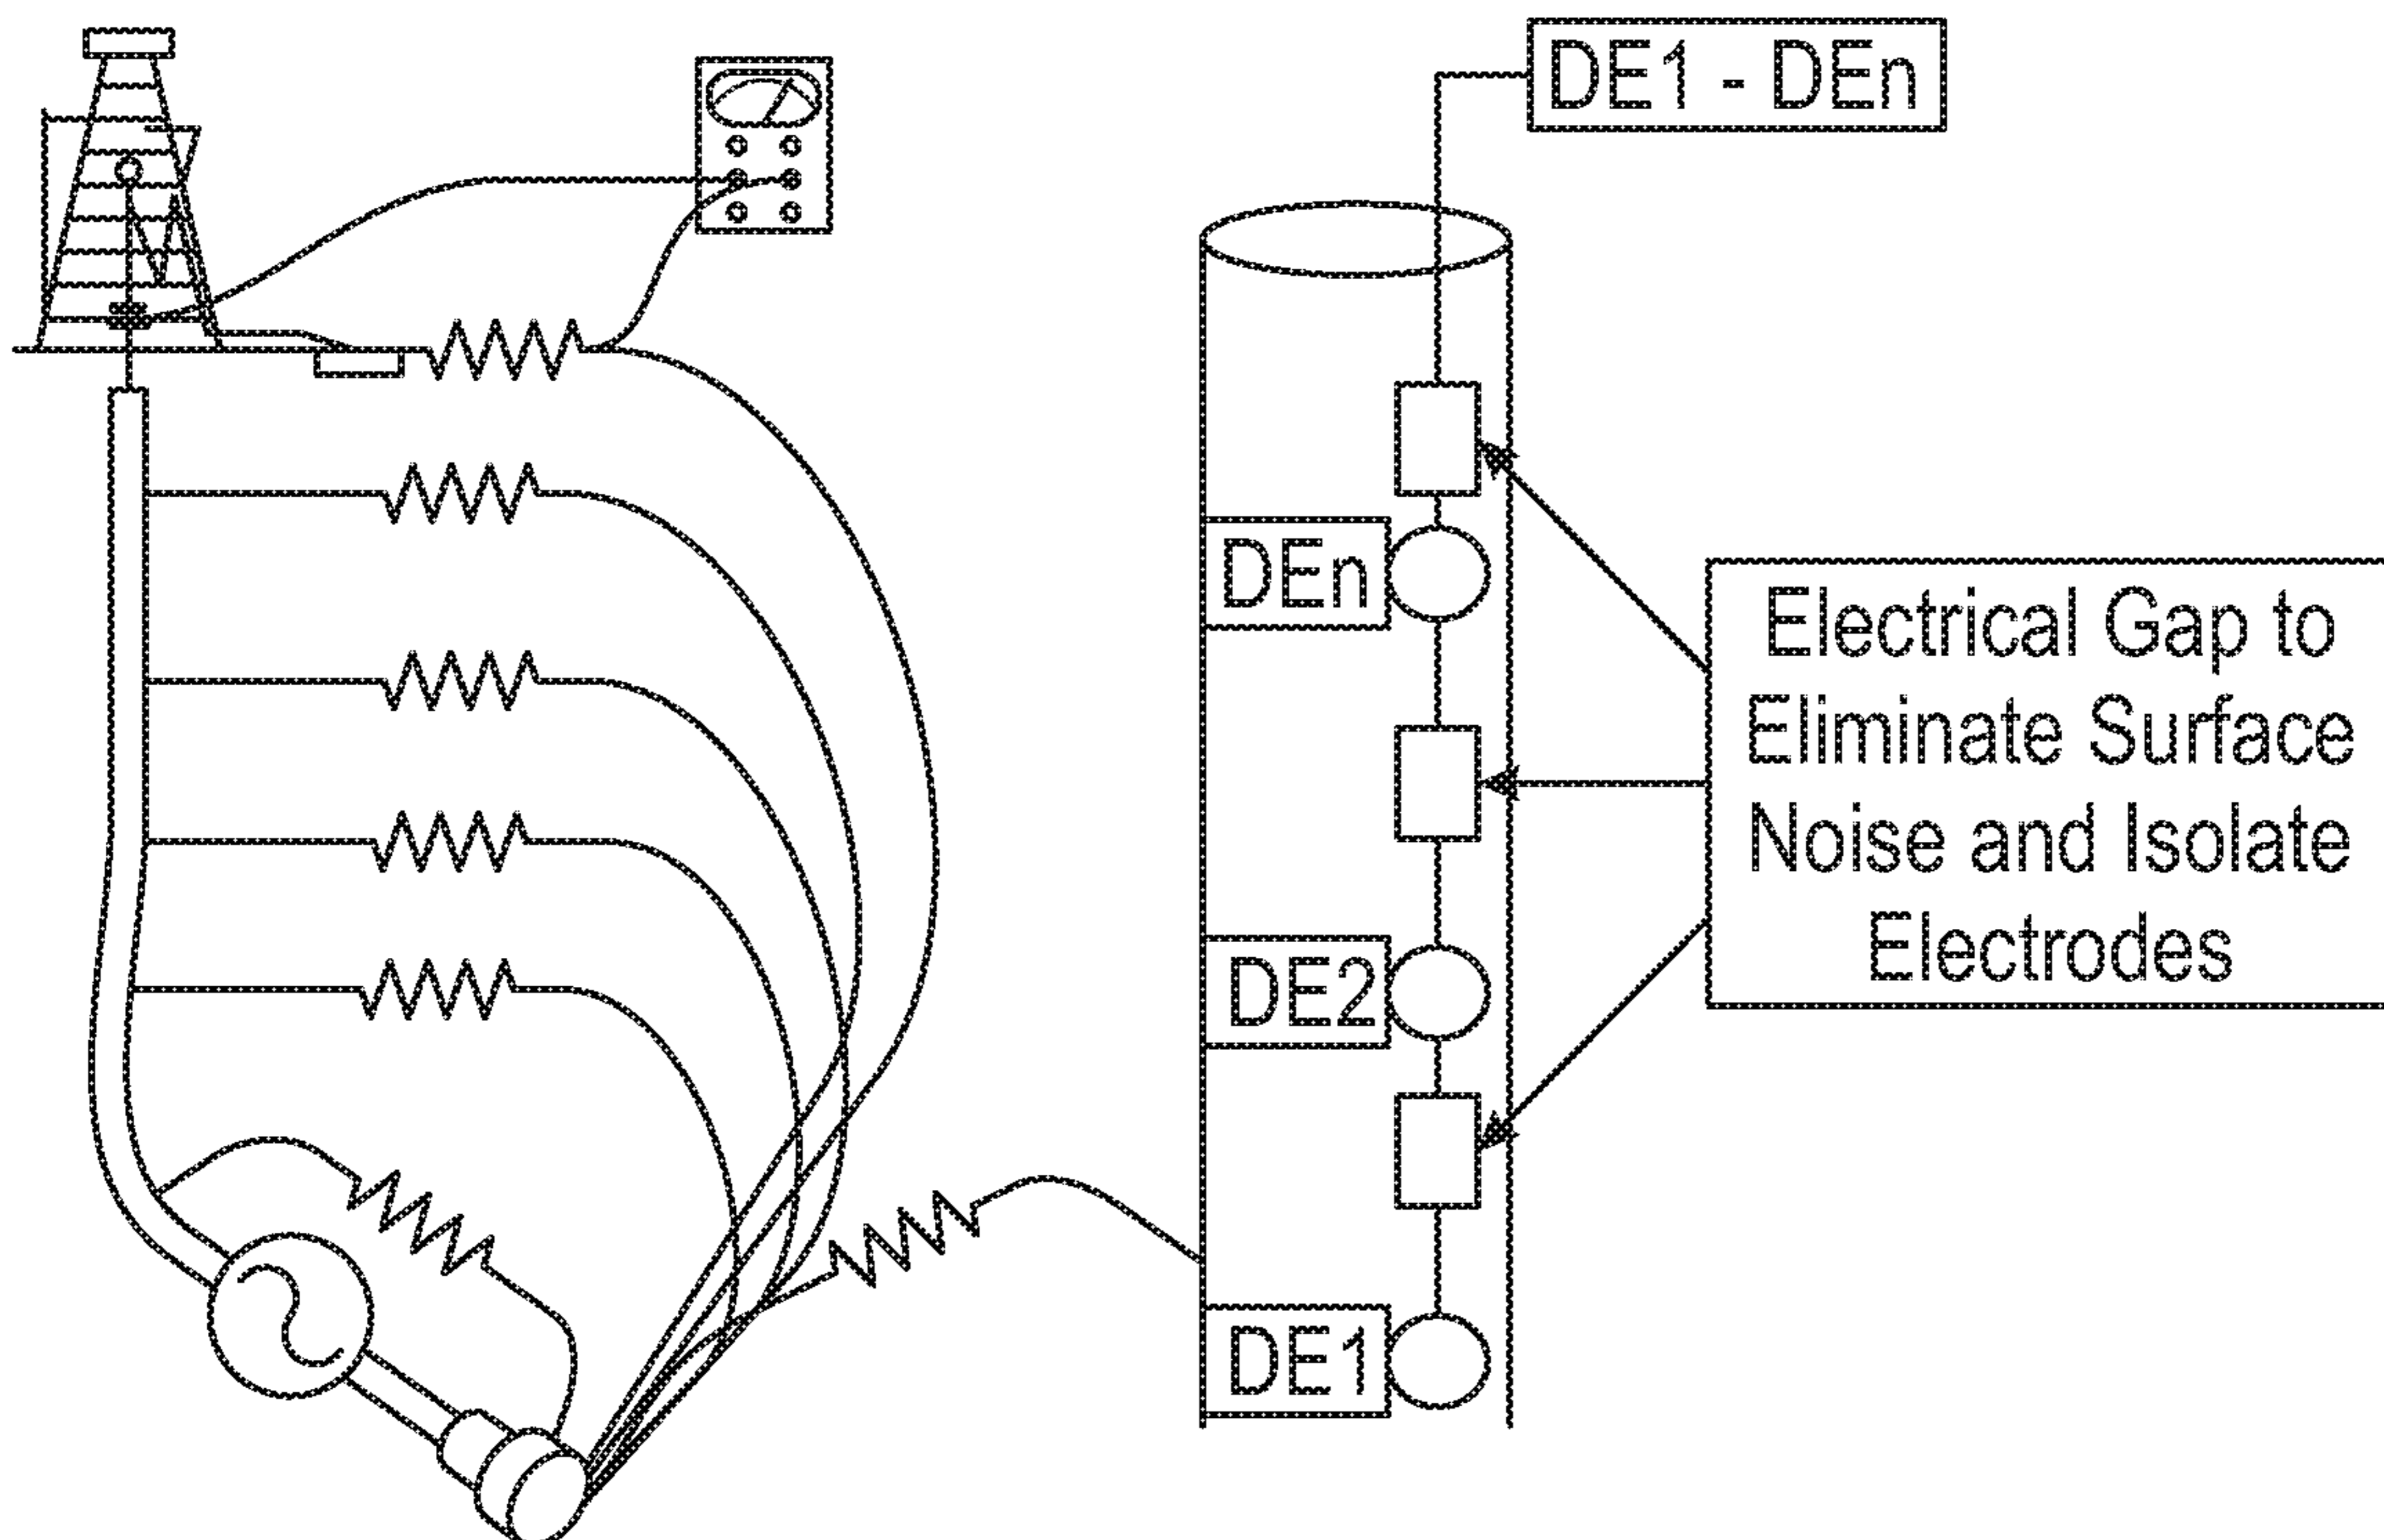 DE1 - DEn
DEn
Electrical Gap to
Eliminate Surface
Noise and Isolate
Electrodes
DE2
DE1